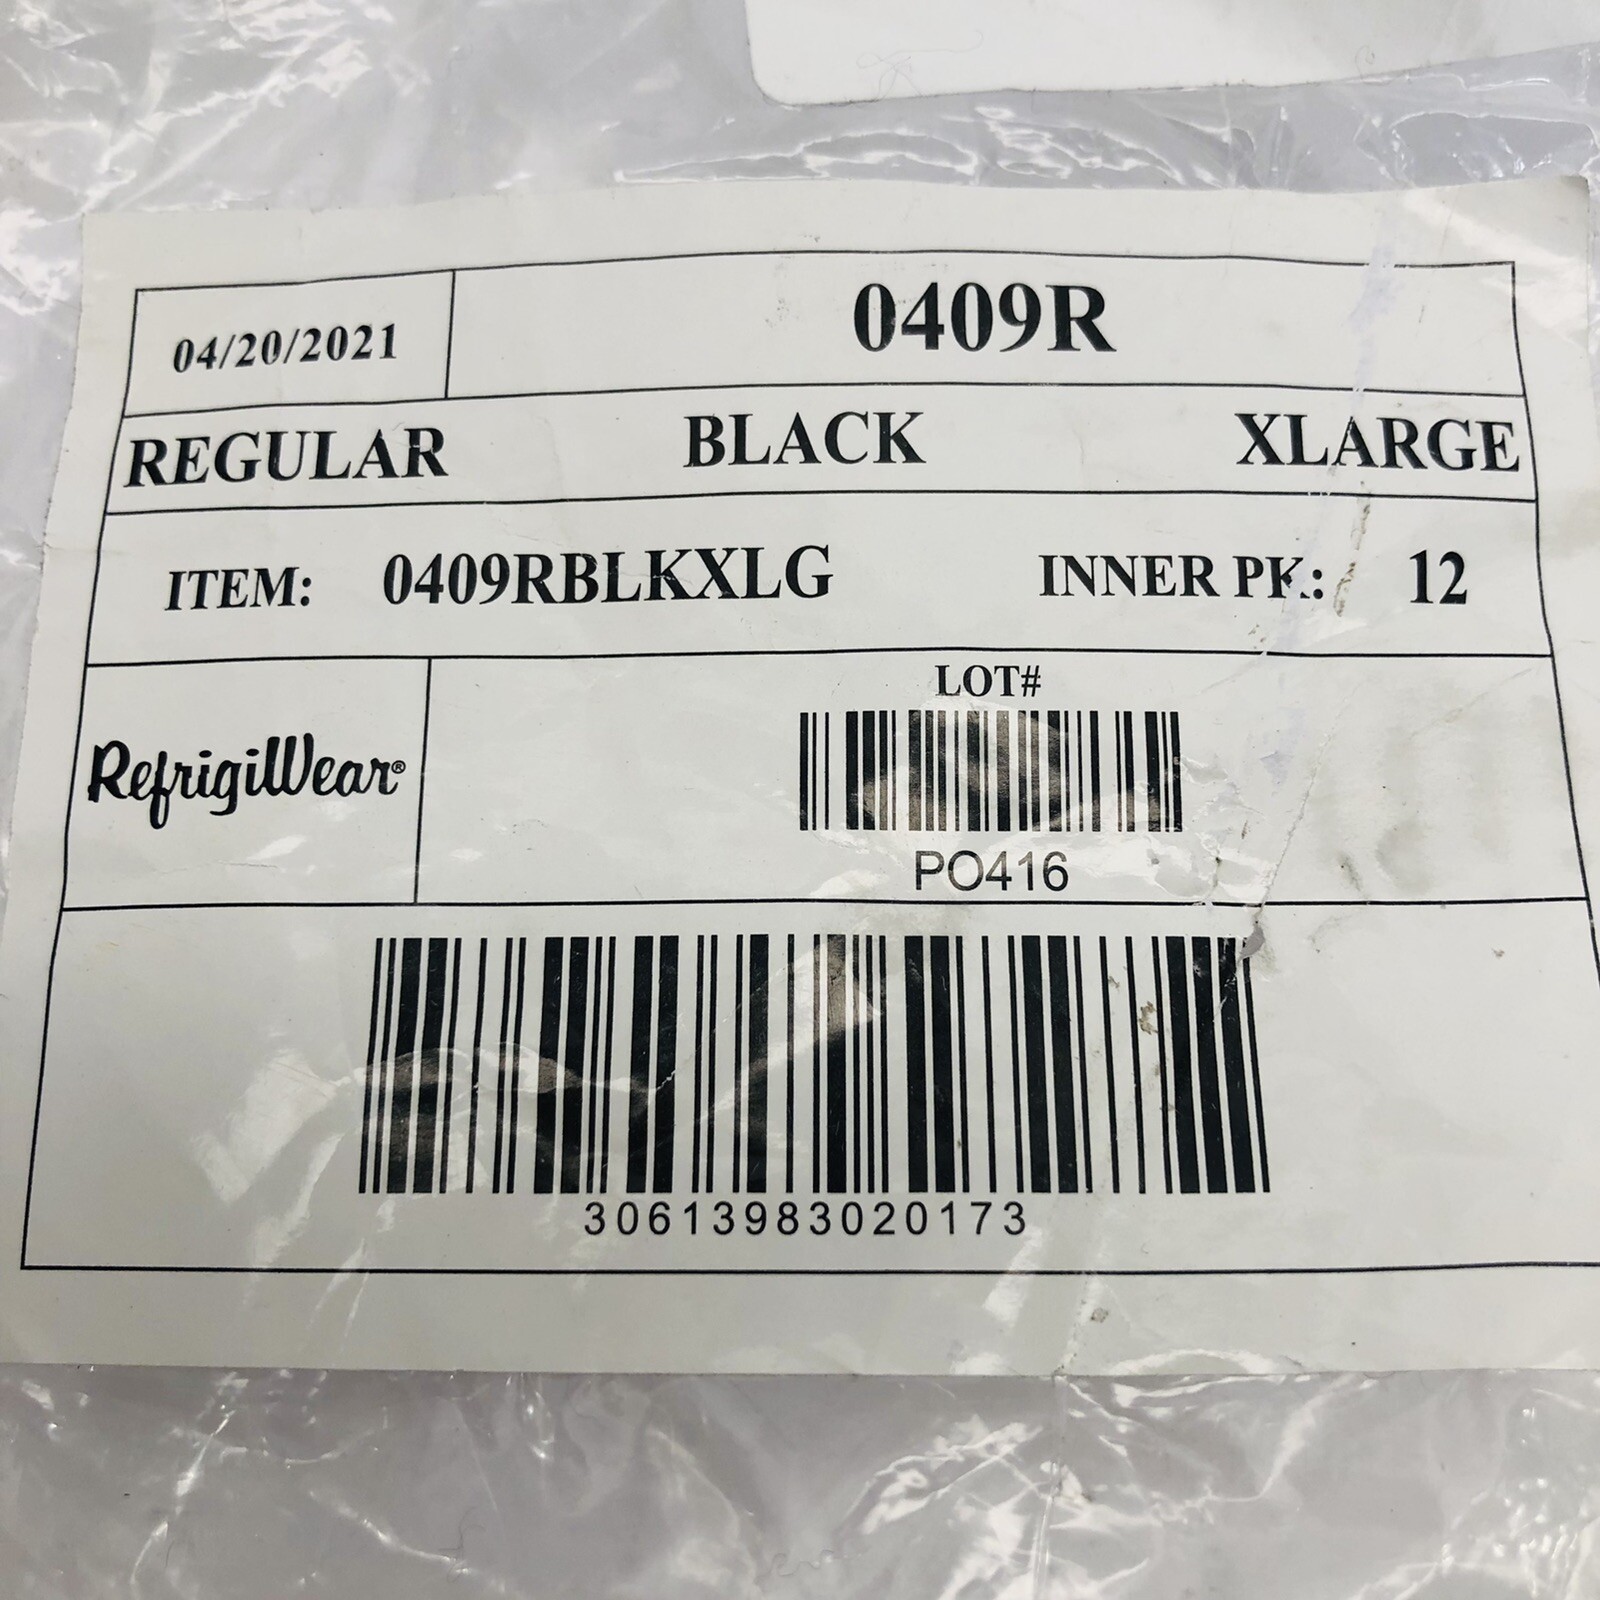 04/20/2021
0409R
REGULAR BLACK XLARGE
ITEM: 0409RBLKXLG INNER PK: 12
RefrigiWear®
LOT#
PO416
30613983020173